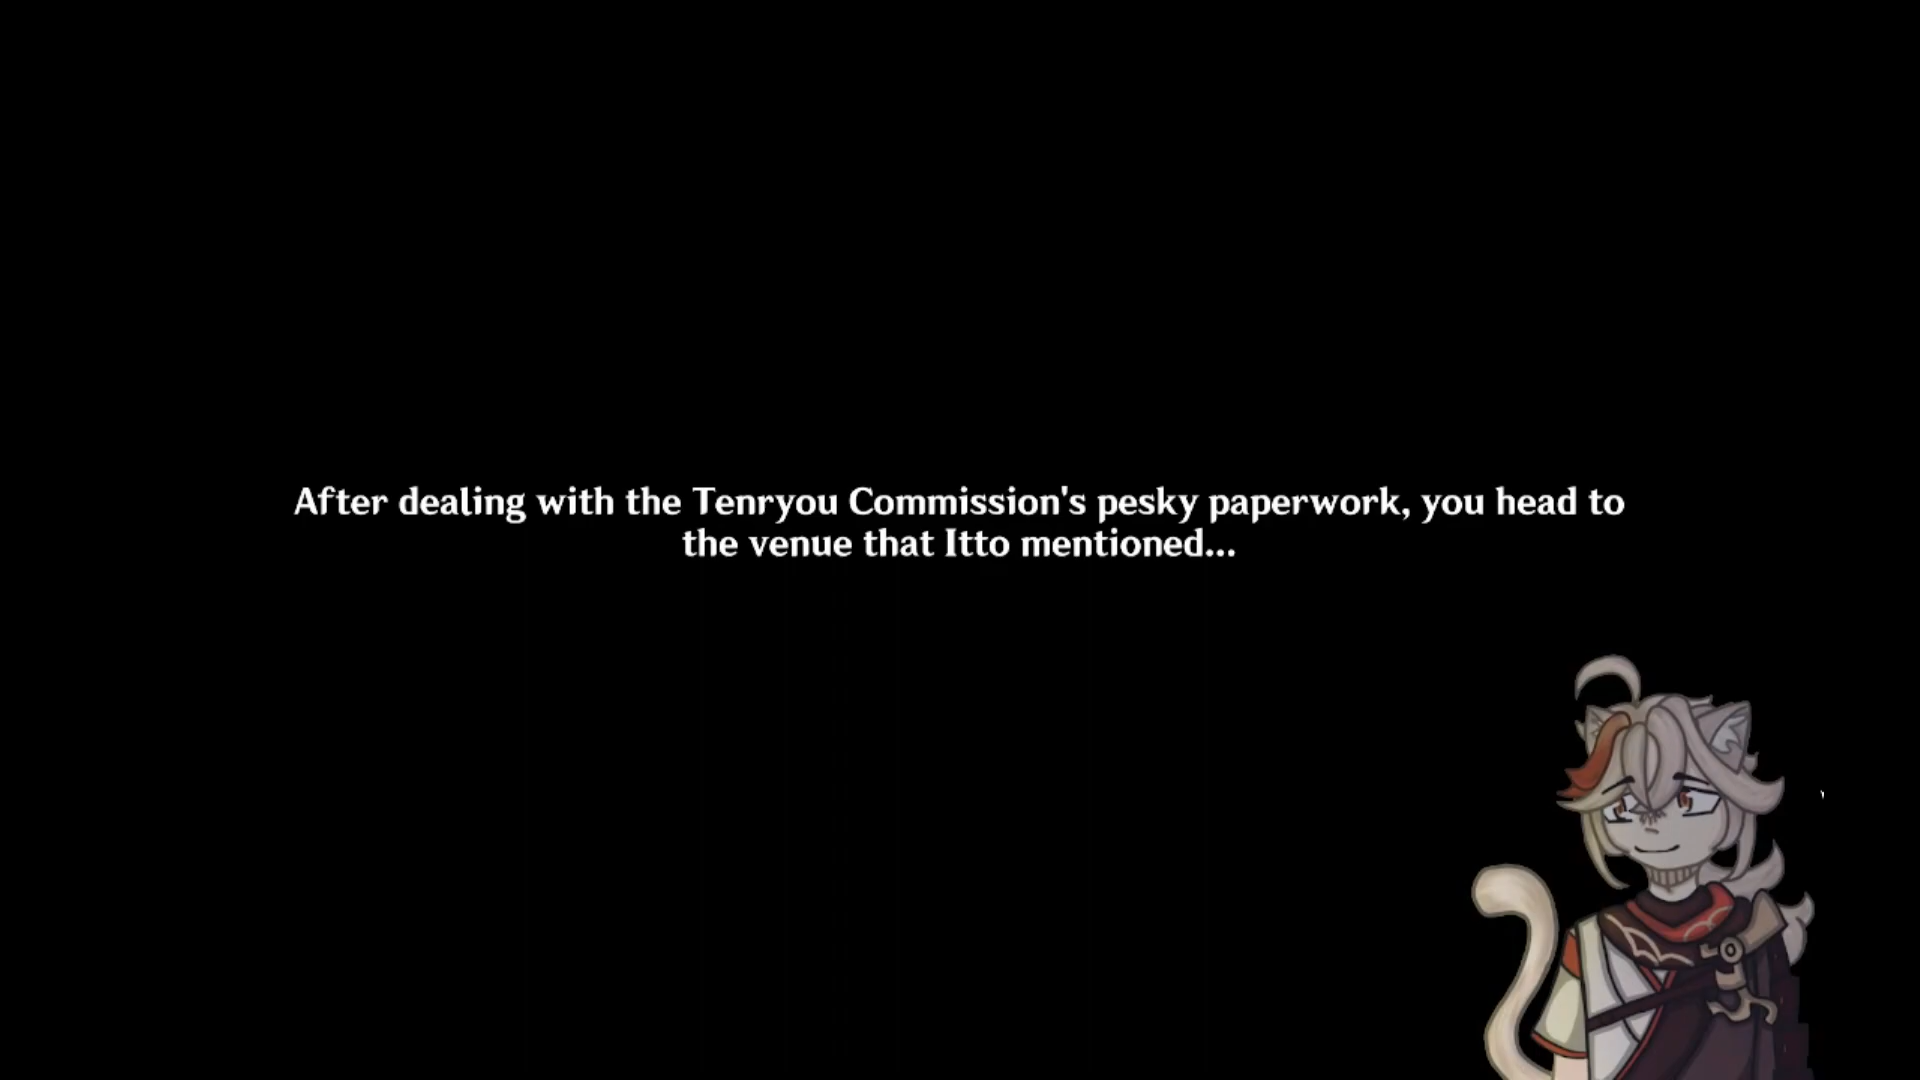 After dealing with the Tenryou Commission's pesky paperwork, you head to
the venue that Itto mentioned...